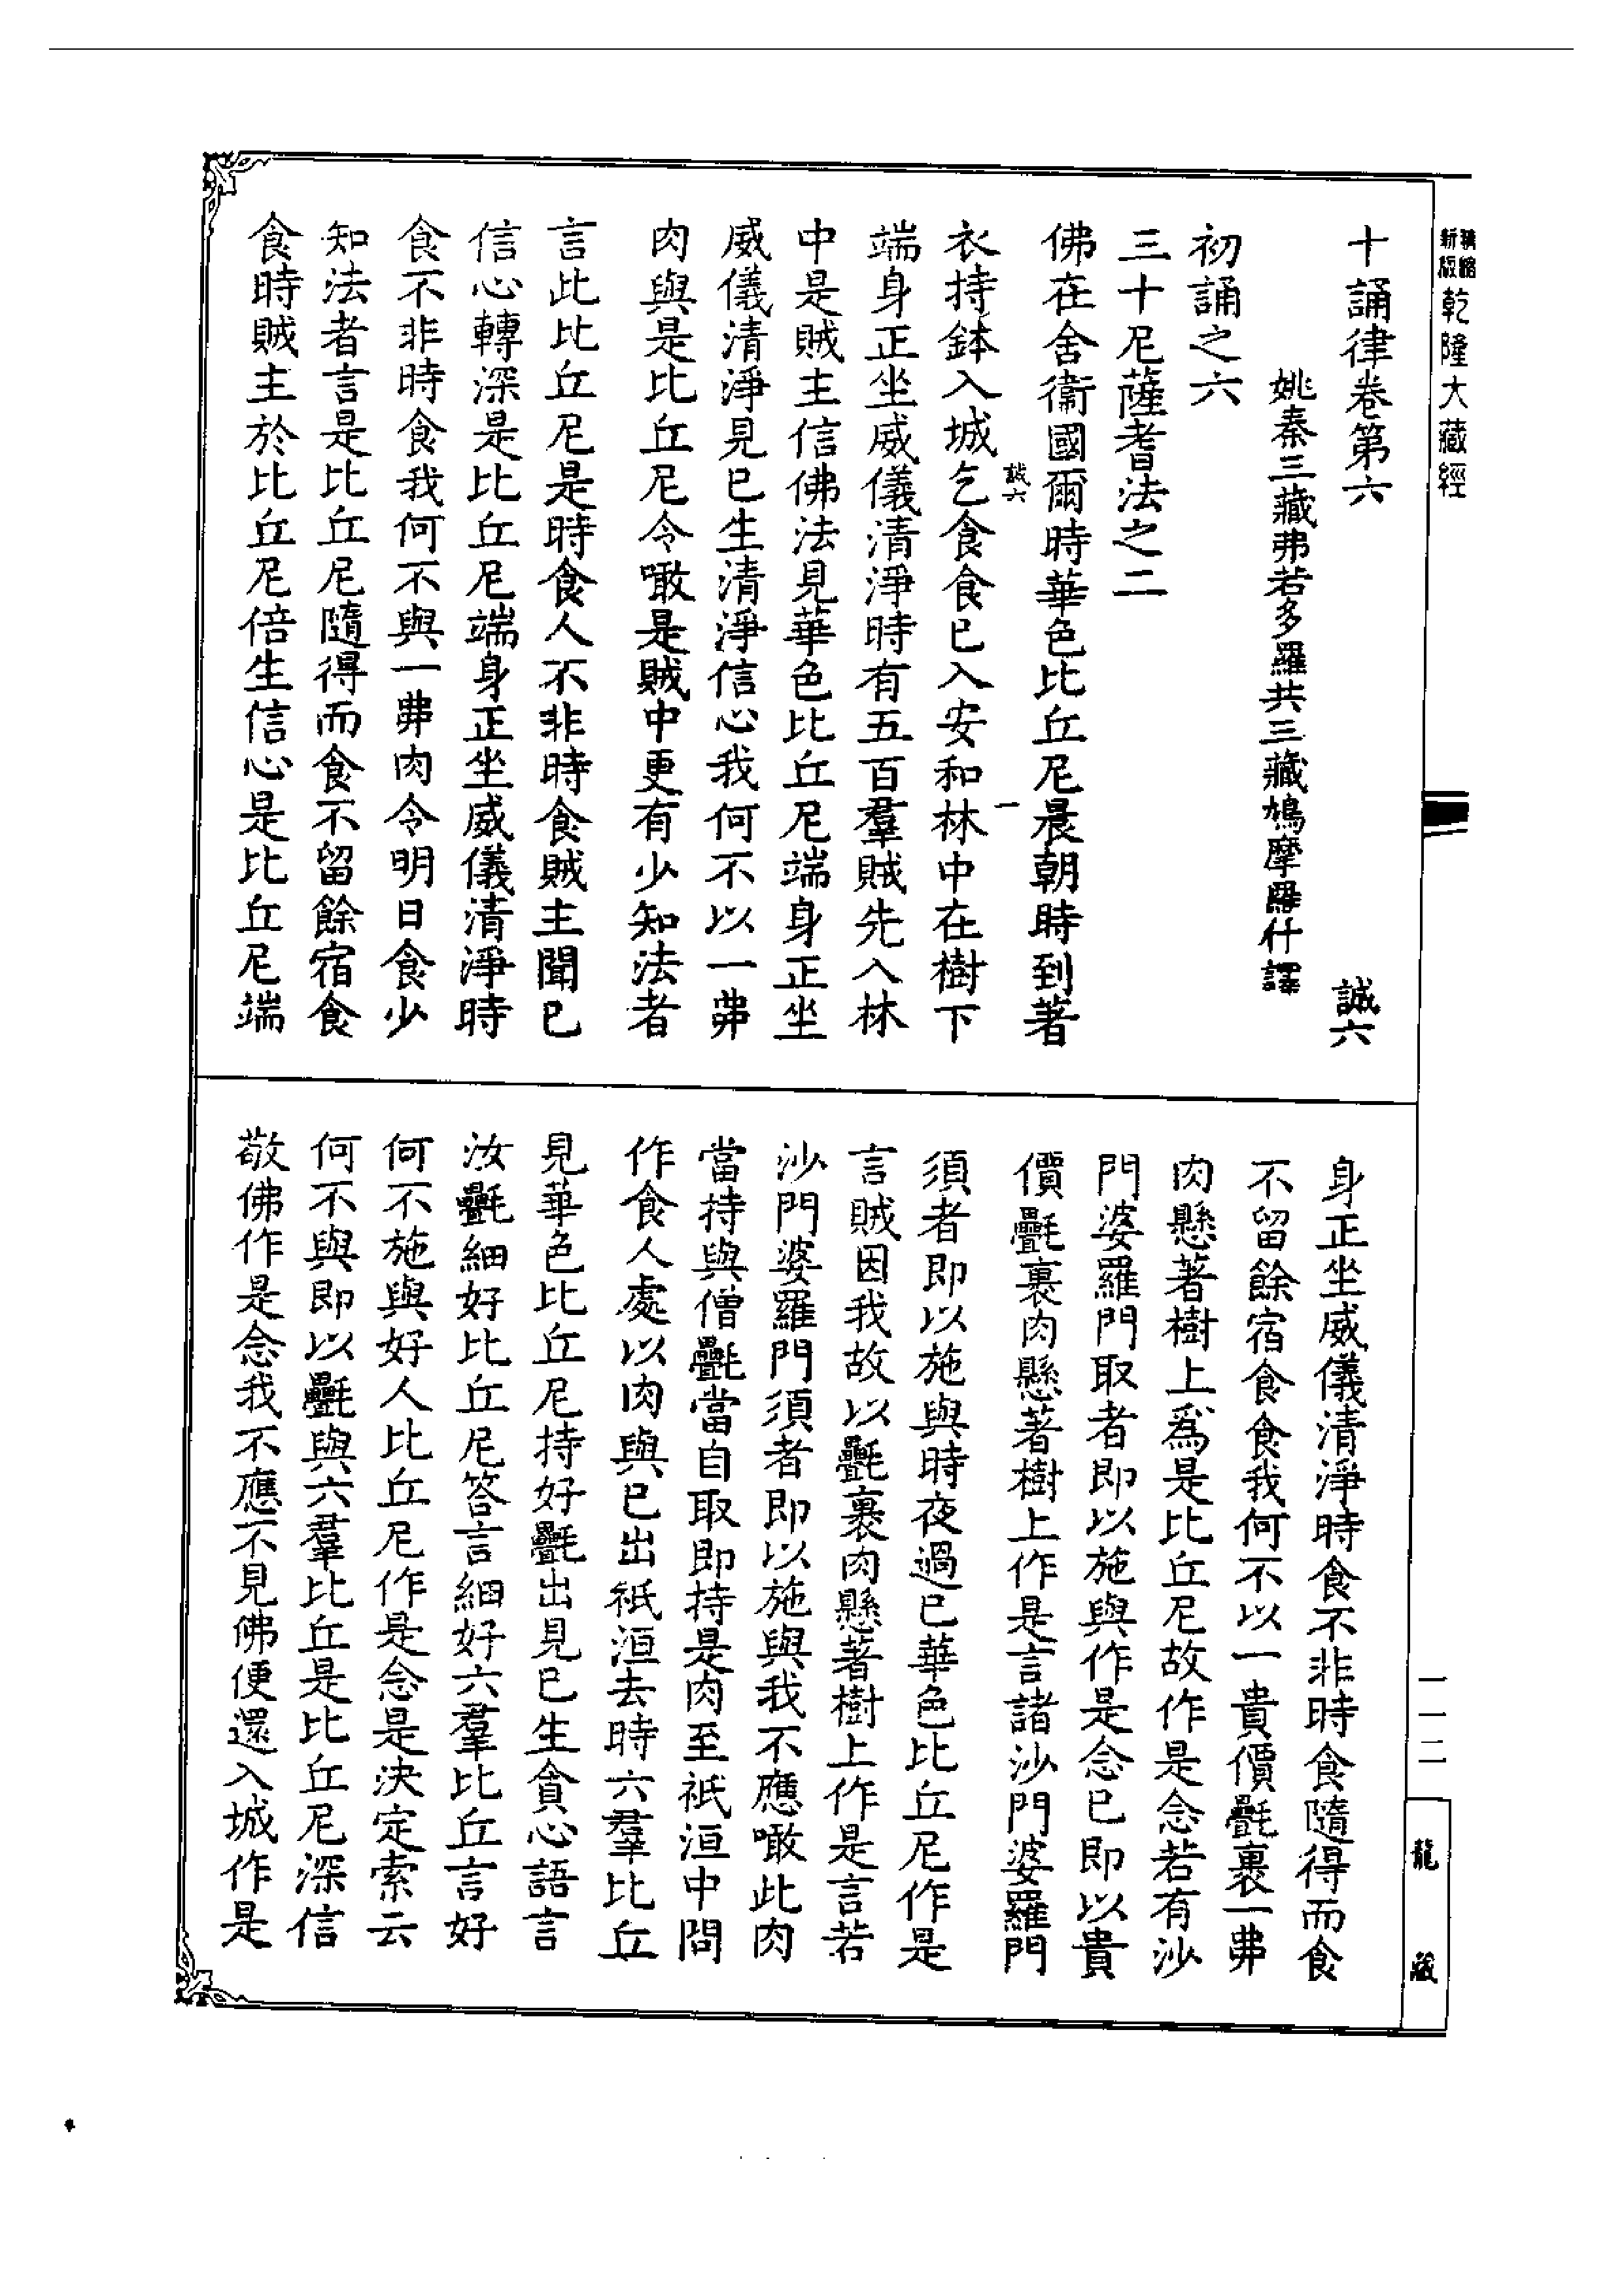 精縮
新版
乾隆大藏經
十誦律卷第六 誠六
姚秦三藏弗若多羅共三藏鳩摩羅什譯
初誦之六
三十尼薩耆法之二
佛在舍衞國爾時華色比丘尼晨朝時到著
誠六 一
衣持鉢入城乞食食已入安和林中在樹下
端身正坐威儀清淨時有五百羣賊先入林
中是賊主信佛法見華色比丘尼端身正坐
威儀清淨見已生清淨信心我何不以一𦘺
肉與是比丘尼令噉是賊中更有少知法者
言此比丘尼是時食人不非時食賊主聞已
信心轉深是比丘尼端身正坐威儀清淨時
食不非時食我何不與一𦘺肉令明日食少
知法者言是比丘尼隨得而食不留餘宿食
食時賊主於比丘尼倍生信心是比丘尼端
身正坐威儀清淨時食不非時食隨得而食
不留餘宿食食我何不以一貴價㲲裹一𦘺
肉懸著樹上爲是比丘尼故作是念若有沙
門婆羅門取者即以施與作是念已即以貴
價㲲裹肉懸著樹上作是言諸沙門婆羅門
須者即以施與時夜過已華色比丘尼作是
言賊因我故以㲲裹肉懸著樹上作是言若
沙門婆羅門須者即以施與我不應噉此肉
當持與僧㲲當自取即持是肉至祇洹中問
作食人處以肉與已出祇洹去時六羣比丘
見華色比丘尼持好㲲出見已生貪心語言
汝㲲細好比丘尼答言細好六羣比丘言好
何不施與好人比丘尼作是念是決定索云
何不與即以㲲與六羣比丘是比丘尼深信
敬佛作是念我不應不見佛便還入城作是
一一二
龍藏